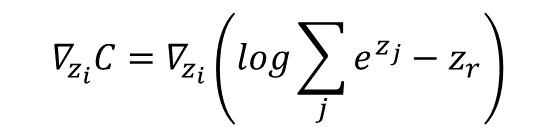 ∇_{z_i} C = ∇_{z_i} ( log ∑_j e^{z_j} − z_r )